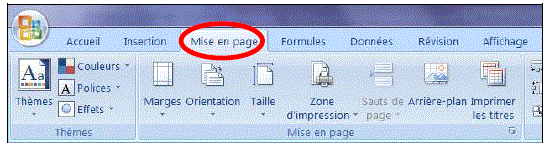 Accueil Insertion Mise en page Formules Données Révision Affichage
Aa Thèmes
Couleurs
A Polices
Effets
Marges Orientation Taille Zone d'impression Sauts de page Arrière-plan Imprimer les titres
Thèmes Mise en page